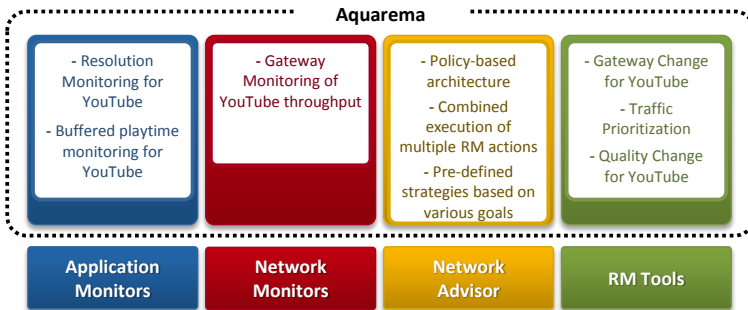 Aquarema
- Resolution
Monitoring for
YouTube
- Buffered playtime
monitoring for
YouTube
- Gateway
Monitoring of
YouTube throughput
- Policy-based
architecture
- Combined
execution of
multiple RM actions
- Pre-defined
strategies based on
various goals
- Gateway Change
for YouTube
- Traffic
Prioritization
- Quality Change
for YouTube
Application
Monitors
Network
Monitors
Network
Advisor
RM Tools